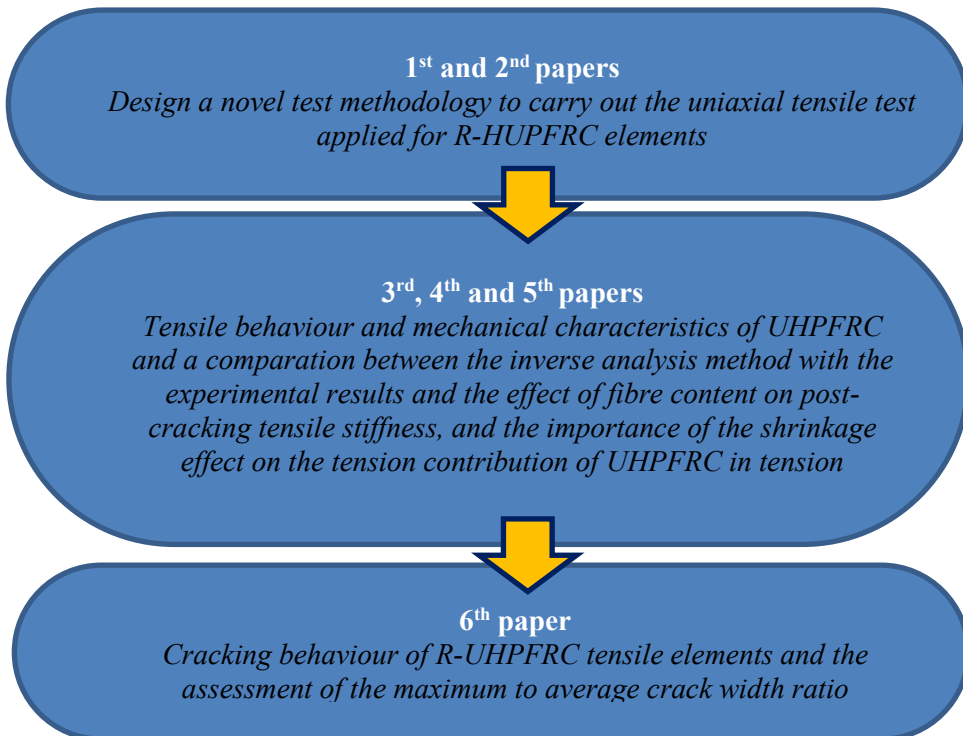 1st and 2nd papers
Design a novel test methodology to carry out the uniaxial tensile test
applied for R-HUPFRC elements
3rd, 4th and 5th papers
Tensile behaviour and mechanical characteristics of UHPFRC
and a comparation between the inverse analysis method with the
experimental results and the effect of fibre content on post-
cracking tensile stiffness, and the importance of the shrinkage
effect on the tension contribution of UHPFRC in tension
6th paper
Cracking behaviour of R-UHPFRC tensile elements and the
assessment of the maximum to average crack width ratio